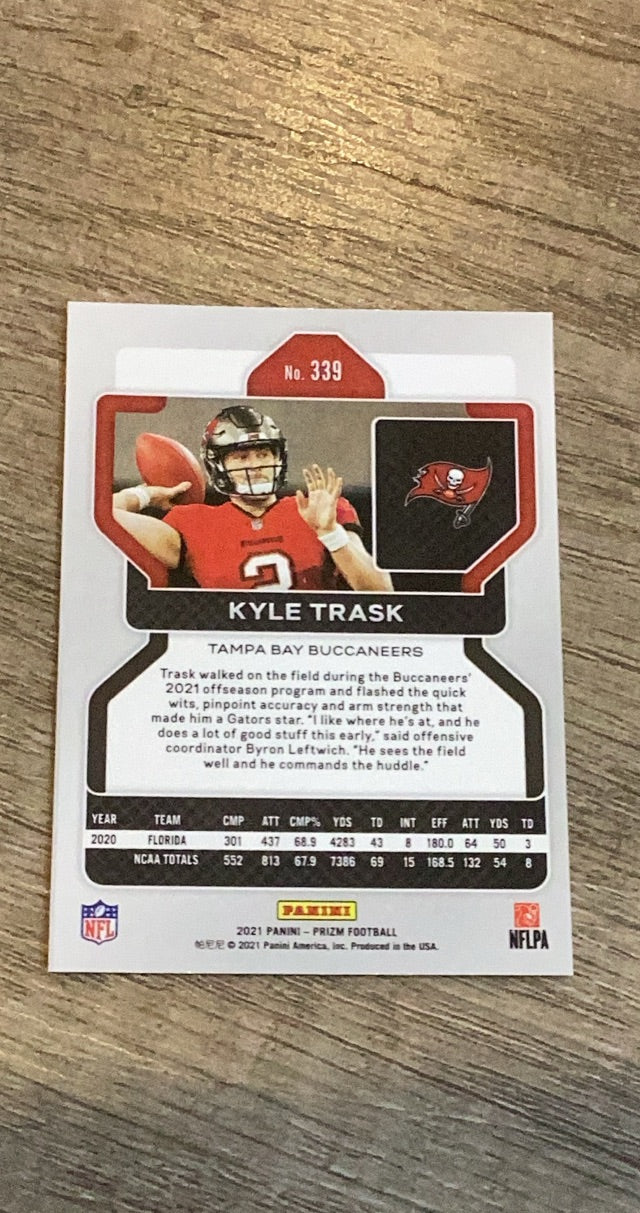 No. 339
BUCCANEERS
2
KYLE TRASK
TAMPA BAY BUCCANEERS
Trask walked on the field during the Buccaneers'
2021 offseason program and flashed the quick
wits, pinpoint accuracy and arm strength that
made him a Gators star. "I like where he's at, and he
does a lot of good stuff this early," said offensive
coordinator Byron Leftwich. "He sees the field
well and he commands the huddle."
YEAR TEAM CMP ATT CMP% YDS TD INT EFF ATT YDS TD
2020 FLORIDA 301 437 68.9 4283 43 8 180.0 64 50 3
NCAA TOTALS 552 813 67.9 7386 69 15 168.5 132 54 8
PANINI
NFL
2021 PANINI – PRIZM FOOTBALL
帕尼尼 © 2021 Panini America, Inc. Produced in the USA.
NFLPA